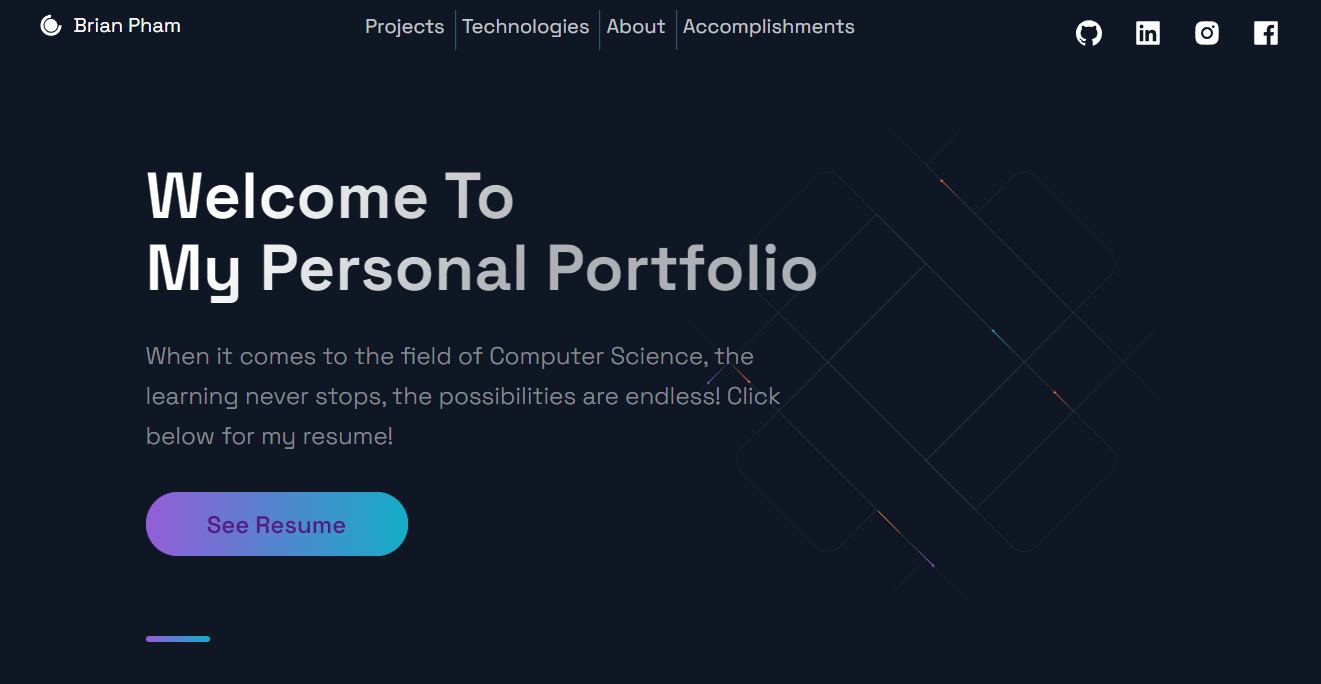 Brian Pham
Projects
Technologies
About
Accomplishments
Welcome To
My Personal Portfolio
When it comes to the field of Computer Science, the
learning never stops, the possibilities are endless! Click
below for my resume!
See Resume